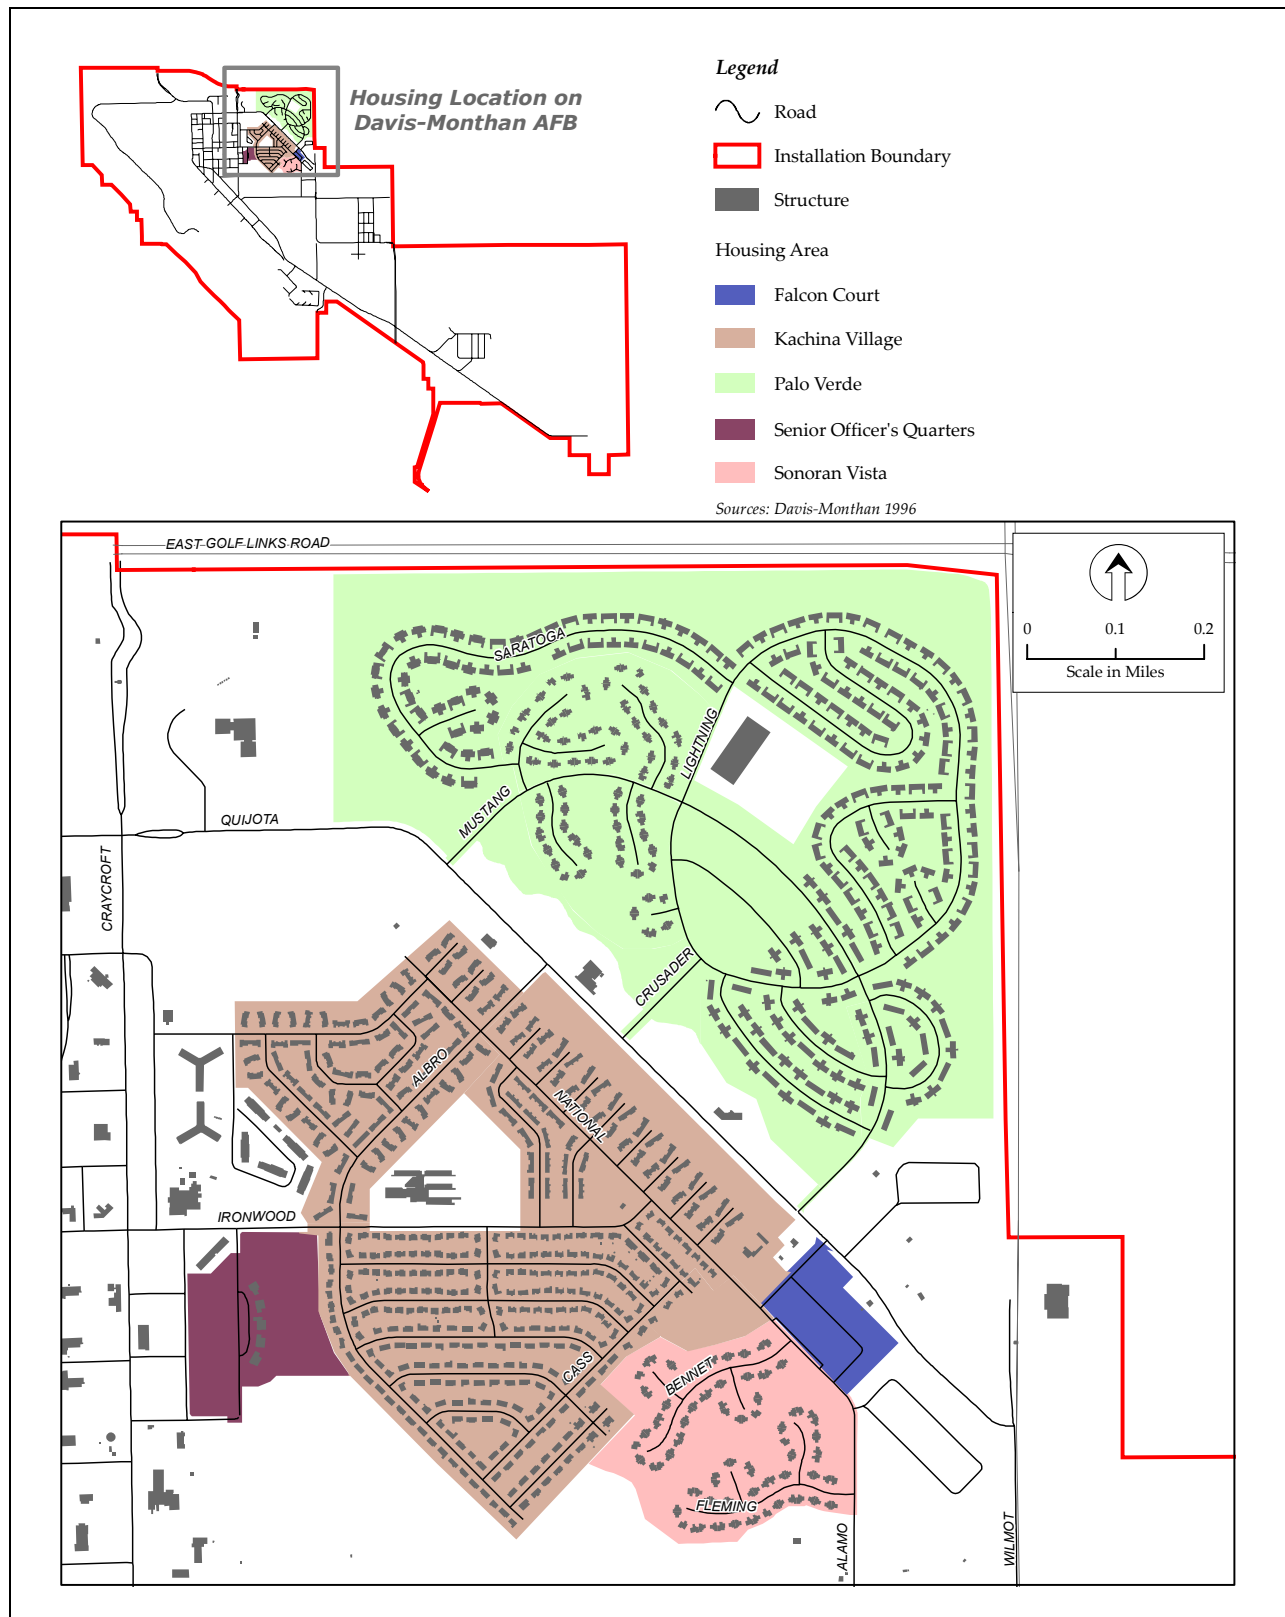 Housing Location on
Davis-Monthan AFB
Legend
Road
Installation Boundary
Structure
Housing Area
Falcon Court
Kachina Village
Palo Verde
Senior Officer's Quarters
Sonoran Vista
Sources: Davis-Monthan 1996
EAST GOLF LINKS ROAD
0 0.1 0.2
Scale in Miles
SARATOGA
LIGHTNING
MUSTANG
QUIJOTA
CRAYCROFT
CRUSADER
ALBRO
NATIONAL
IRONWOOD
CASS
BENNET
FLEMING
ALAMO
WILMOT